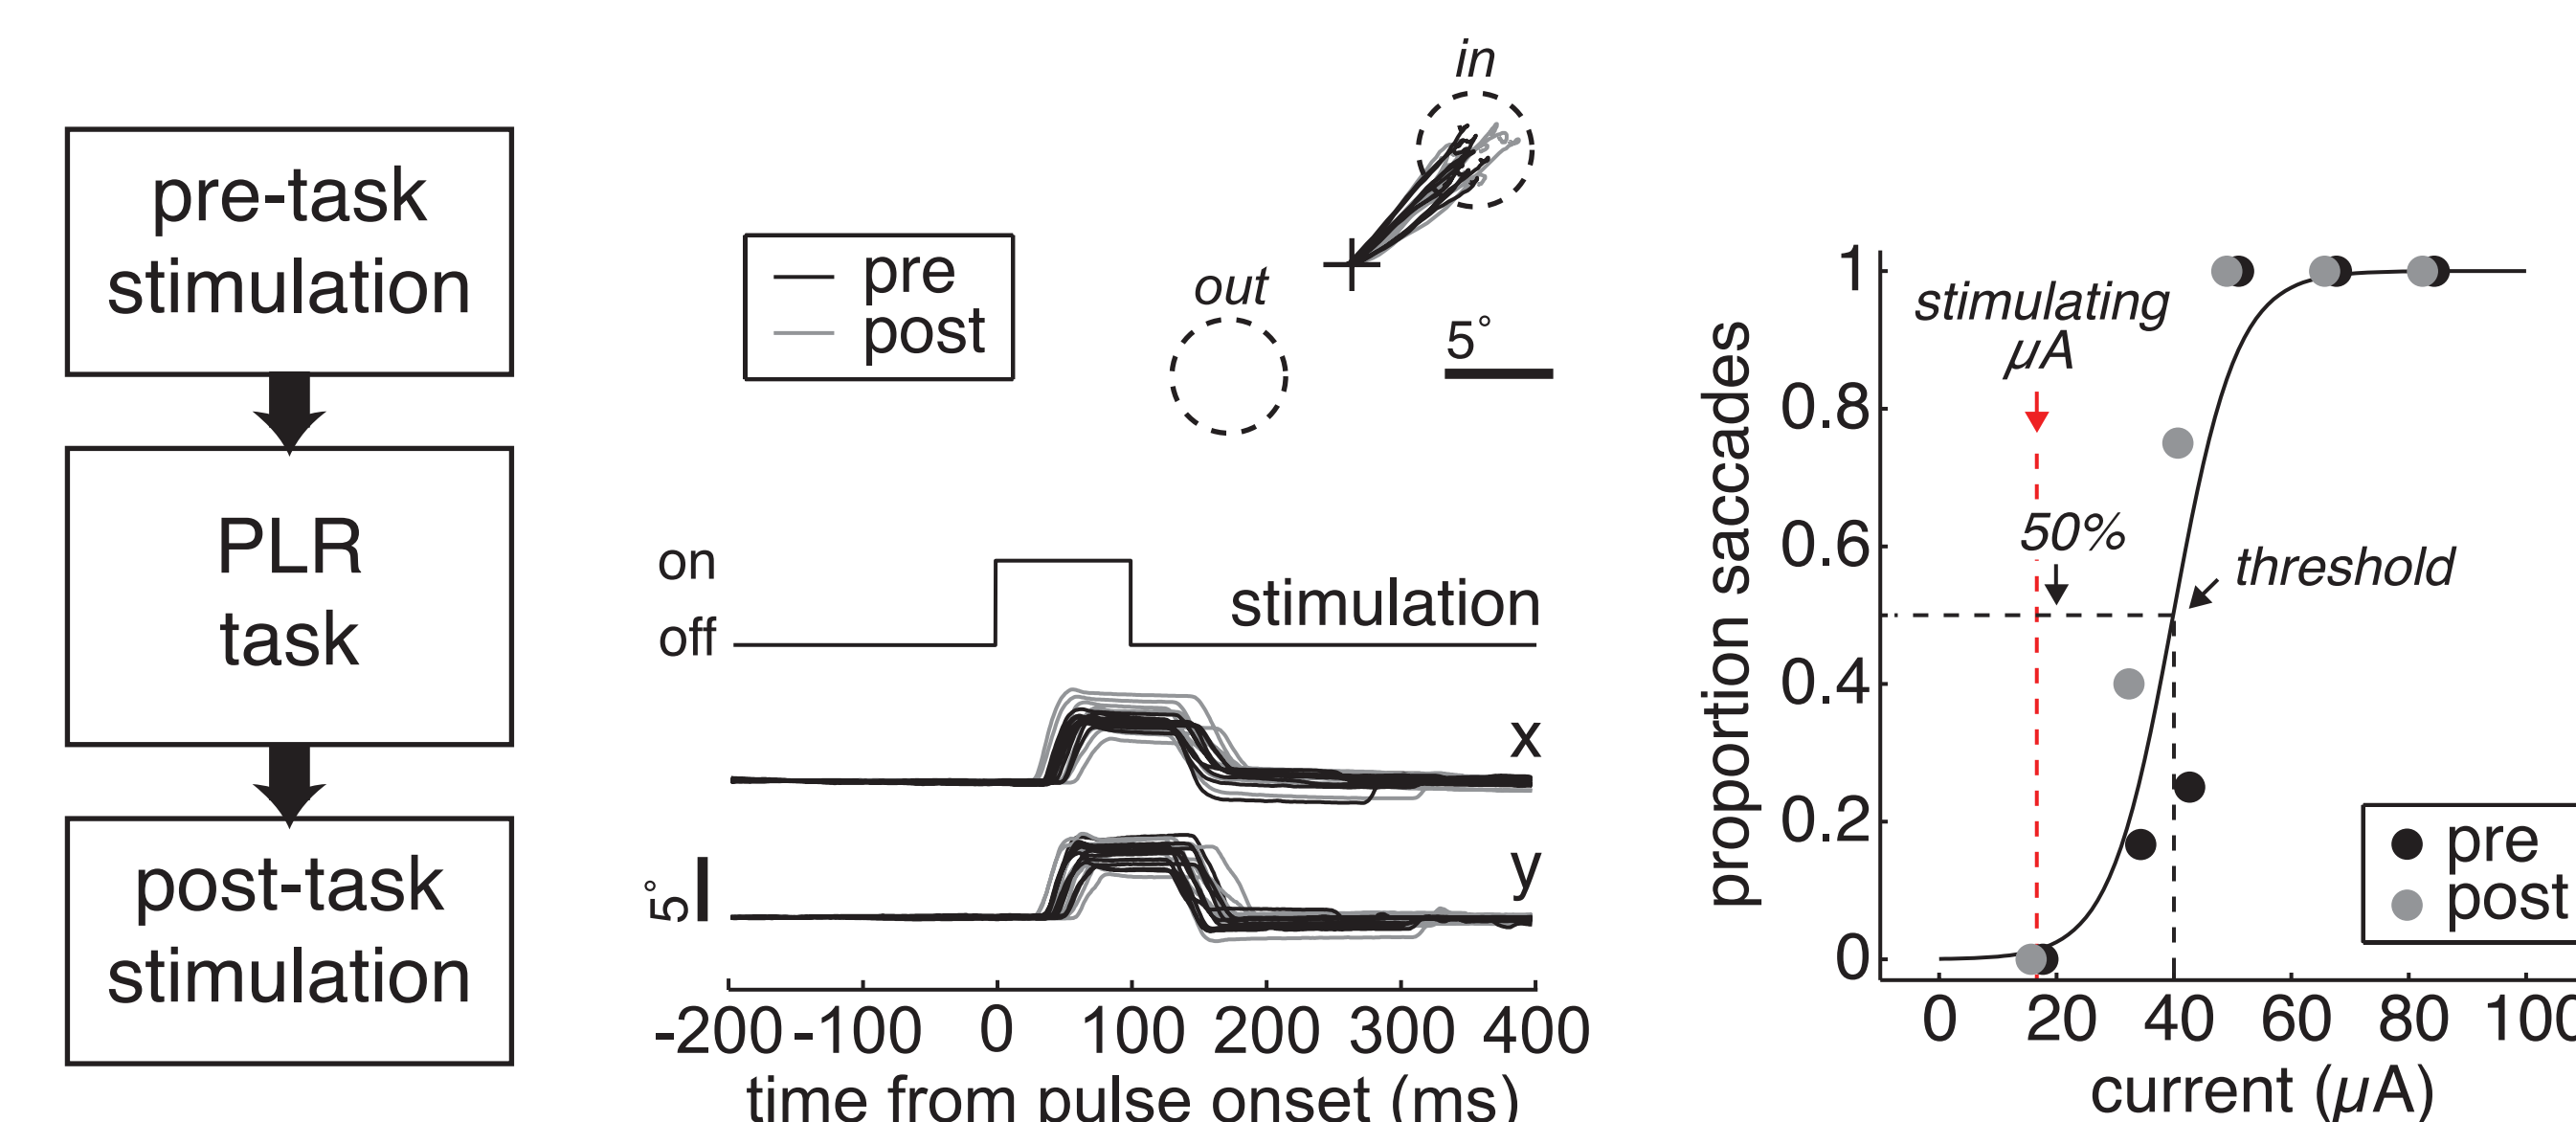 pre-task
stimulation
PLR
task
post-task
stimulation
pre
post
in
out
5°
on
off
stimulation
x
y
5°
-200 -100 0 100 200 300 400
time from pulse onset (ms)
proportion saccades
1
0.8
0.6
0.4
0.2
0
stimulating
μA
50%
threshold
pre
post
0 20 40 60 80 100
current (μA)